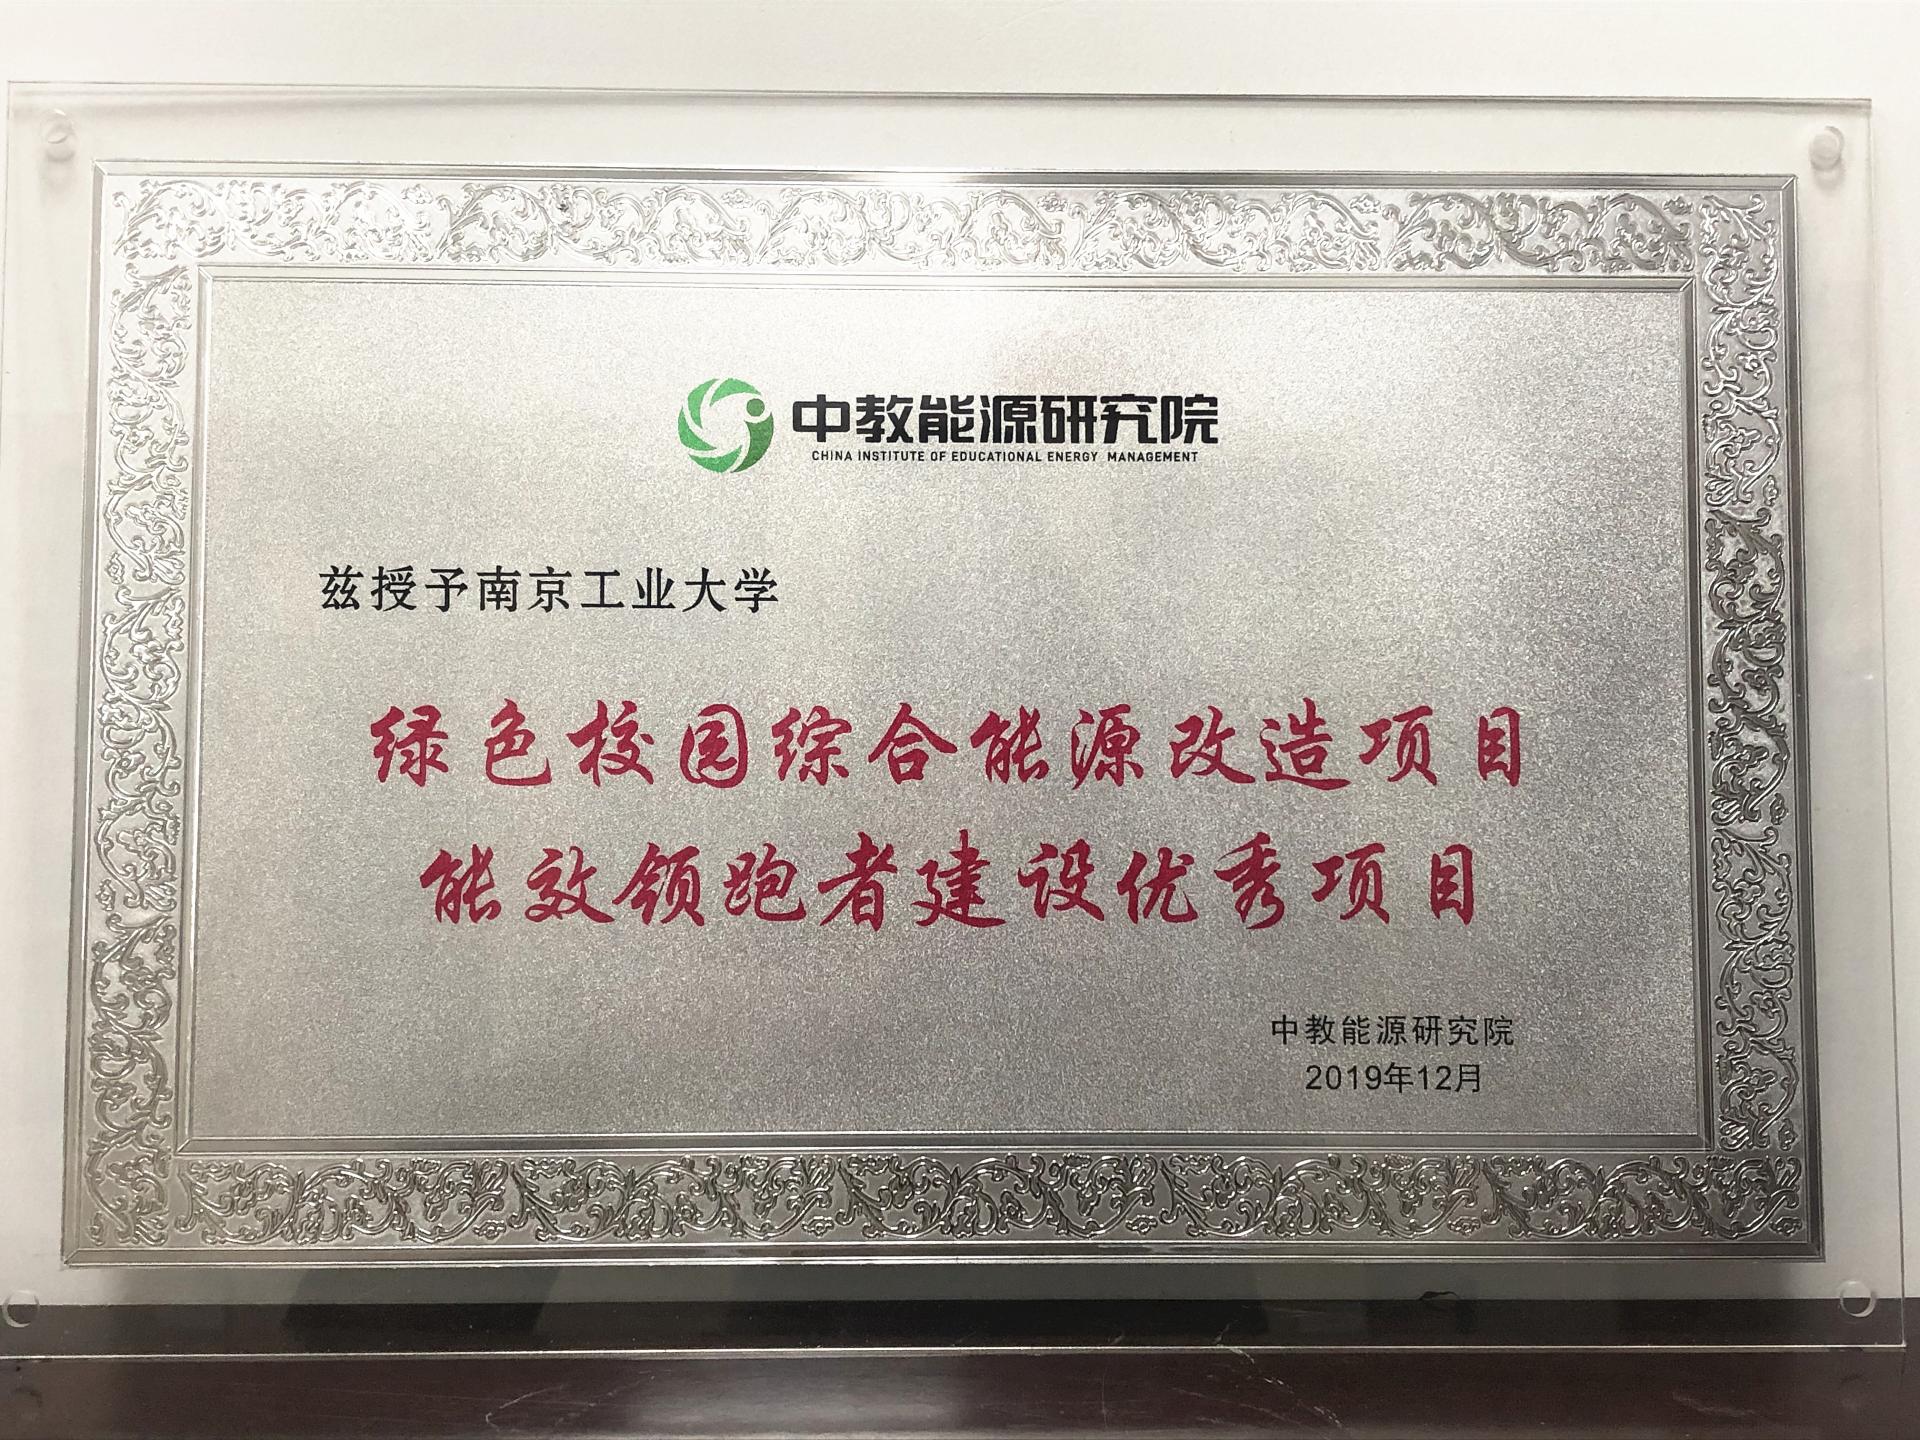 中教能源研究院
CHINA INSTITUTE OF EDUCATIONAL ENERGY MANAGEMENT
兹授予南京工业大学
绿色校园综合能源改造项目
能效领跑者建设优秀项目
中教能源研究院
2019年12月